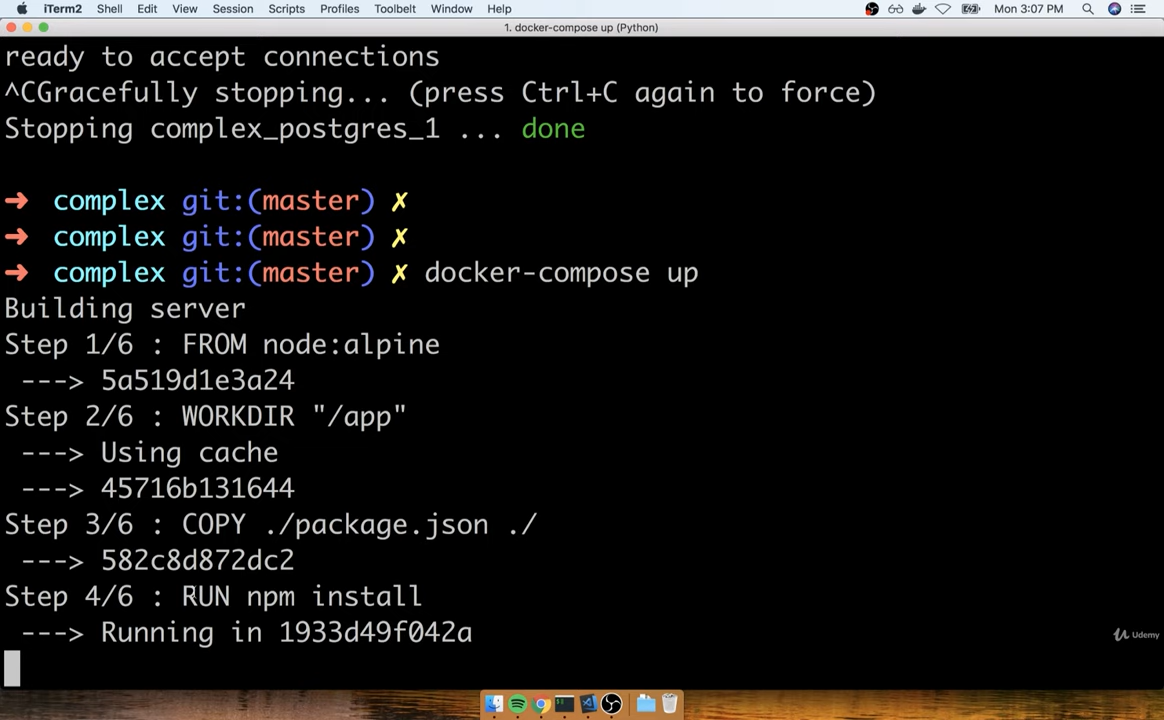 iTerm2 Shell Edit View Session Scripts Profiles Toolbelt Window Help Mon 3:07 PM
1. docker-compose up (Python)
ready to accept connections
^CGracefully stopping... (press Ctrl+C again to force)
Stopping complex_postgres_1 ... done
➜ complex git:(master) ✗
➜ complex git:(master) ✗
➜ complex git:(master) ✗ docker-compose up
Building server
Step 1/6 : FROM node:alpine
---> 5a519d1e3a24
Step 2/6 : WORKDIR "/app"
---> Using cache
---> 45716b131644
Step 3/6 : COPY ./package.json ./
---> 582c8d872dc2
Step 4/6 : RUN npm install
---> Running in 1933d49f042a
Udemy